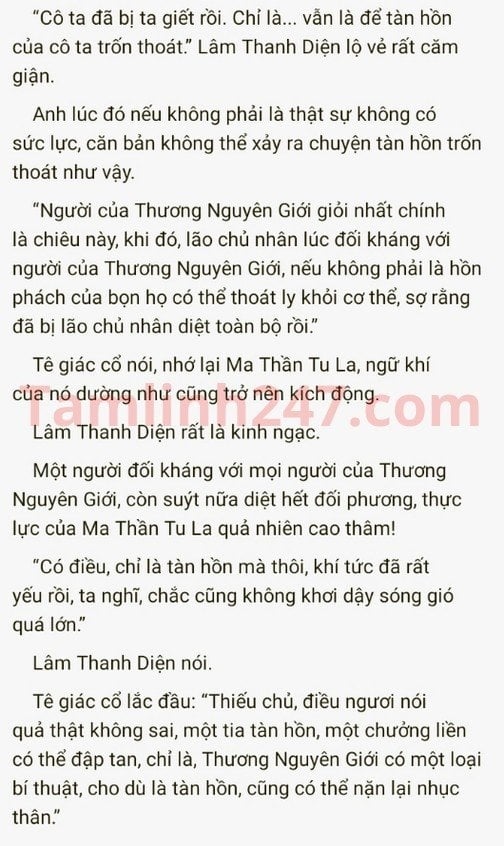 “Cô ta đã bị ta giết rồi. Chỉ là... vẫn là để tàn hồn
của cô ta trốn thoát.” Lâm Thanh Diện lộ vẻ rất căm
giận.
Anh lúc đó nếu không phải là thật sự không có
sức lực, căn bản không thể xảy ra chuyện tàn hồn trốn
thoát như vậy.
“Người của Thương Nguyên Giới giỏi nhất chính
là chiêu này, khi đó, lão chủ nhân lúc đối kháng với
người của Thương Nguyên Giới, nếu không phải là hồn
phách của bọn họ có thể thoát ly khỏi cơ thể, sợ rằng
đã bị lão chủ nhân diệt toàn bộ rồi.”
Tê giác cổ nói, nhớ lại Ma Thần Tu La, ngữ khí
của nó dường như cũng trở nên kích động.
Tamlinh247.com
Lâm Thanh Diện rất là kinh ngạc.
Một người đối kháng với mọi người của Thương
Nguyên Giới, còn suýt nữa diệt hết đối phương, thực
lực của Ma Thần Tu La quả nhiên cao thâm!
“Có điều, chỉ là tàn hồn mà thôi, khí tức đã rất
yếu rồi, ta nghĩ, chắc cũng không khơi dậy sóng gió
quá lớn.”
Lâm Thanh Diện nói.
Tê giác cổ lắc đầu: “Thiếu chủ, điều ngươi nói
quả thật không sai, một tia tàn hồn, một chưởng liền
có thể đập tan, chỉ là, Thương Nguyên Giới có một loại
bí thuật, cho dù là tàn hồn, cũng có thể nặn lại nhục
thân.”